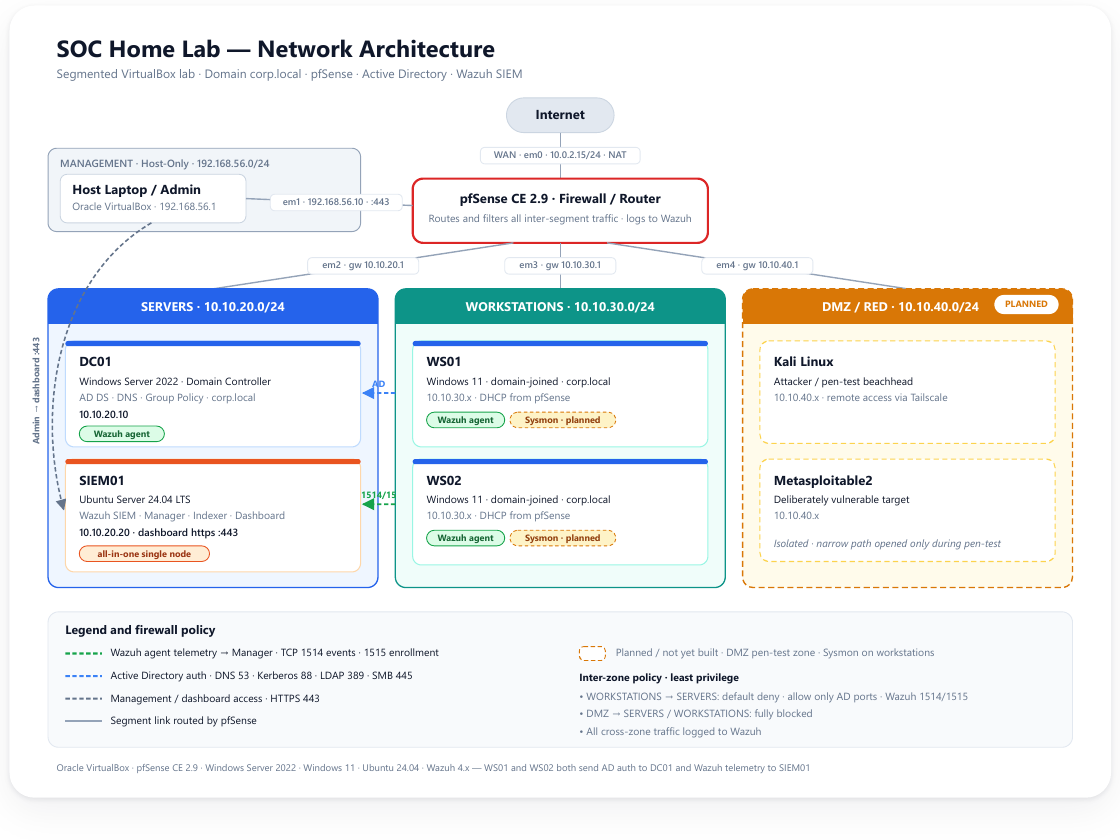 SOC Home Lab — Network Architecture
Segmented VirtualBox lab · Domain corp.local · pfSense · Active Directory · Wazuh SIEM
Internet
WAN · em0 · 10.0.2.15/24 · NAT
MANAGEMENT · Host-Only · 192.168.56.0/24
Host Laptop / Admin
Oracle VirtualBox · 192.168.56.1
em1 · 192.168.56.10 · :443
pfSense CE 2.9 · Firewall / Router
Routes and filters all inter-segment traffic · logs to Wazuh
em2 · gw 10.10.20.1
em3 · gw 10.10.30.1
em4 · gw 10.10.40.1
Admin → dashboard :443
SERVERS · 10.10.20.0/24
DC01
Windows Server 2022 · Domain Controller
AD DS · DNS · Group Policy · corp.local
10.10.20.10
Wazuh agent
SIEM01
Ubuntu Server 24.04 LTS
Wazuh SIEM · Manager · Indexer · Dashboard
10.10.20.20 · dashboard https :443
all-in-one single node
AD
1514/15
WORKSTATIONS · 10.10.30.0/24
WS01
Windows 11 · domain-joined · corp.local
10.10.30.x · DHCP from pfSense
Wazuh agent
Sysmon · planned
WS02
Windows 11 · domain-joined · corp.local
10.10.30.x · DHCP from pfSense
Wazuh agent
Sysmon · planned
DMZ / RED · 10.10.40.0/24
PLANNED
Kali Linux
Attacker / pen-test beachhead
10.10.40.x · remote access via Tailscale
Metasploitable2
Deliberately vulnerable target
10.10.40.x
Isolated · narrow path opened only during pen-test
Legend and firewall policy
Wazuh agent telemetry → Manager · TCP 1514 events · 1515 enrollment
Active Directory auth · DNS 53 · Kerberos 88 · LDAP 389 · SMB 445
Management / dashboard access · HTTPS 443
Segment link routed by pfSense
Planned / not yet built · DMZ pen-test zone · Sysmon on workstations
Inter-zone policy · least privilege
• WORKSTATIONS → SERVERS: default deny · allow only AD ports · Wazuh 1514/1515
• DMZ → SERVERS / WORKSTATIONS: fully blocked
• All cross-zone traffic logged to Wazuh
Oracle VirtualBox · pfSense CE 2.9 · Windows Server 2022 · Windows 11 · Ubuntu 24.04 · Wazuh 4.x — WS01 and WS02 both send AD auth to DC01 and Wazuh telemetry to SIEM01